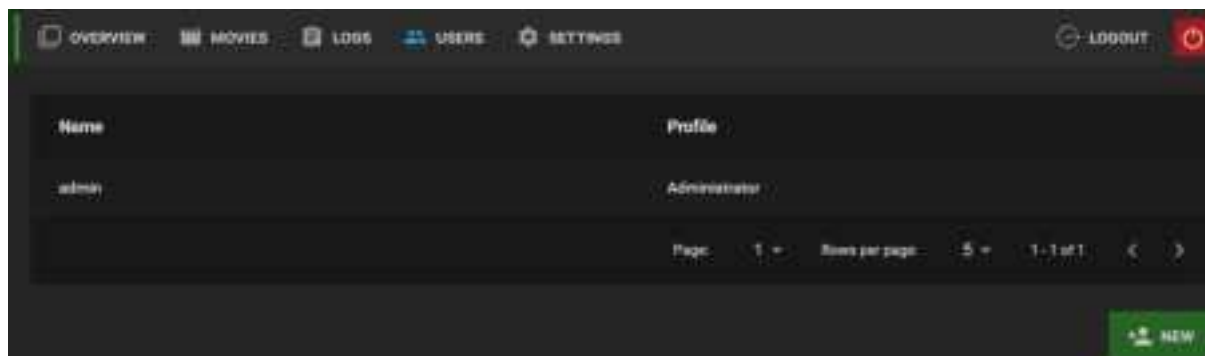 OVERVIEW MOVIES LOGS USERS SETTINGS LOGOUT
Name Profile
admin Administrator
Page: 1 Rows per page: 5 1-1 of 1
NEW